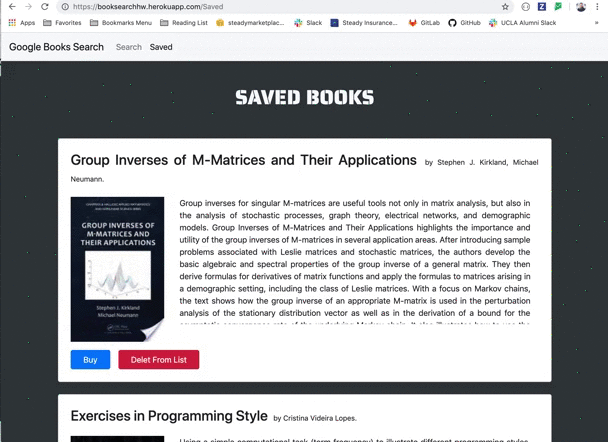 https://booksearchhw.herokuapp.com/Saved
Apps Favorites Bookmarks Menu Reading List steadymarketplac... Slack Steady Insurance... GitLab GitHub UCLA Alumni Slack »
Google Books Search Search Saved
SAVED BOOKS
Group Inverses of M-Matrices and Their Applications by Stephen J. Kirkland, Michael
Neumann.
GROUP INVERSES OF
M-MATRICES AND
THEIR APPLICATIONS
Stephen J. Kirkland
Michael Neumann
Group inverses for singular M-matrices are useful tools not only in matrix analysis, but also in
the analysis of stochastic processes, graph theory, electrical networks, and demographic
models. Group Inverses of M-Matrices and Their Applications highlights the importance and
utility of the group inverses of M-matrices in several application areas. After introducing sample
problems associated with Leslie matrices and stochastic matrices, the authors develop the
basic algebraic and spectral properties of the group inverse of a general matrix. They then
derive formulas for derivatives of matrix functions and apply the formulas to matrices arising in
a demographic setting, including the class of Leslie matrices. With a focus on Markov chains,
the text shows how the group inverse of an appropriate M-matrix is used in the perturbation
analysis of the stationary distribution vector as well as in the derivation of a bound for the
Buy Delet From List
Exercises in Programming Style by Cristina Videira Lopes.
Using a simple computational task (term frequency) to illustrate different programming styles,